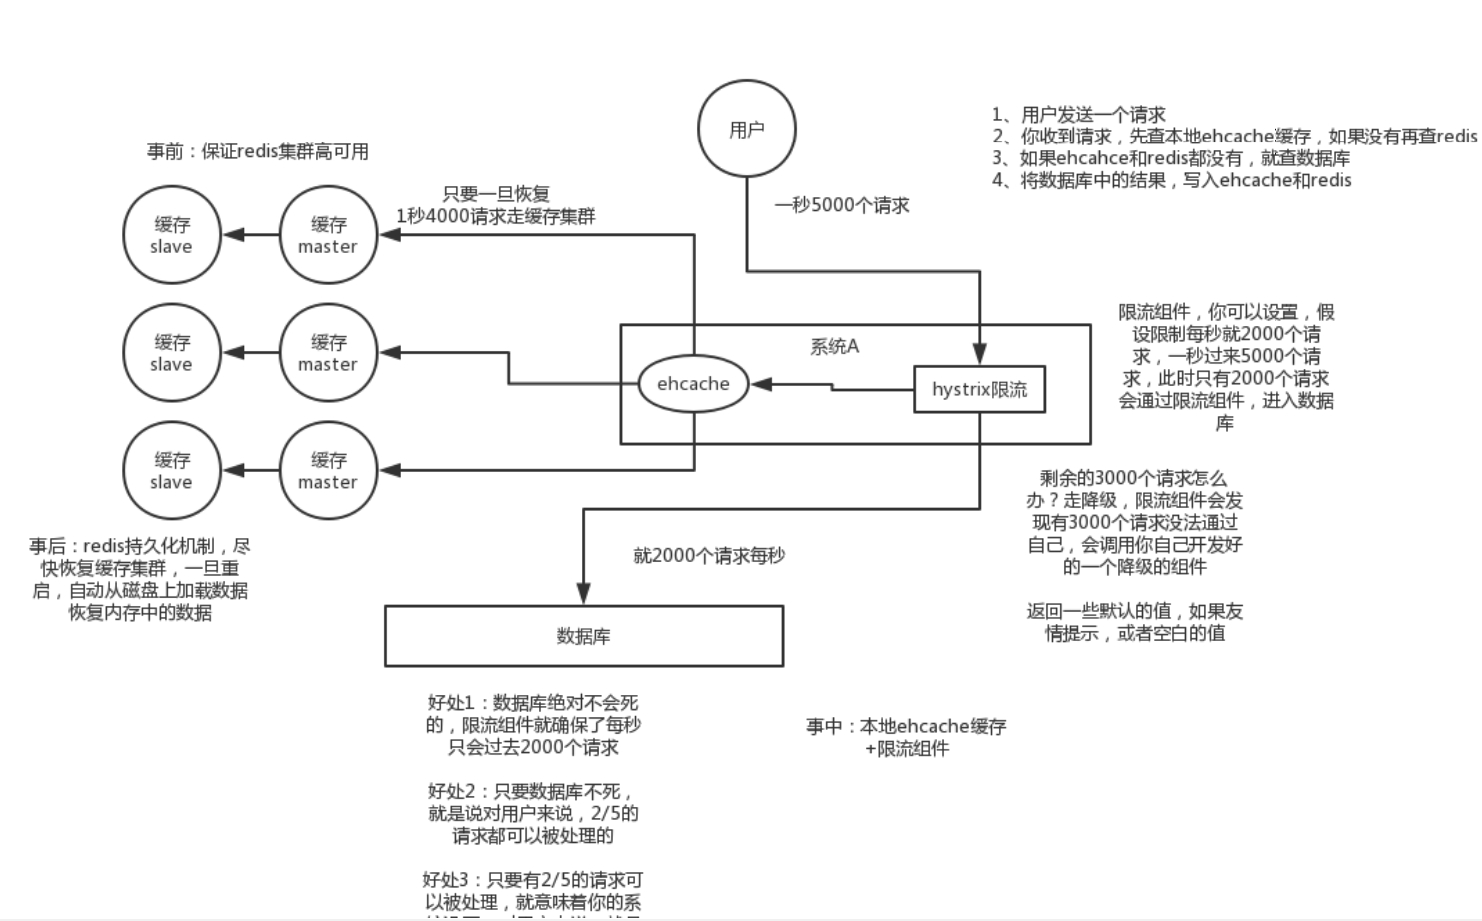 用户
1、用户发送一个请求
2、你收到请求，先查本地ehcache缓存，如果没有再查redis
3、如果ehcahce和redis都没有，就查数据库
4、将数据库中的结果，写入ehcache和redis
事前：保证redis集群高可用
只要一旦恢复
1秒4000请求走缓存集群
一秒5000个请求
缓存
slave
缓存
master
缓存
slave
缓存
master
缓存
slave
缓存
master
系统A
ehcache
hystrix限流
限流组件，你可以设置，假
设限制每秒就2000个请
求，一秒过来5000个请
求，此时只有2000个请求
会通过限流组件，进入数据
库
剩余的3000个请求怎么
办？走降级，限流组件会发
现有3000个请求没法通过
自己，会调用你自己开发好
的一个降级的组件
返回一些默认的值，如果友
情提示，或者空白的值
事后：redis持久化机制，尽
快恢复缓存集群，一旦重
启，自动从磁盘上加载数据
恢复内存中的数据
就2000个请求每秒
数据库
好处1：数据库绝对不会死
的，限流组件就确保了每秒
只会过去2000个请求
好处2：只要数据库不死，
就是说对用户来说，2/5的
请求都可以被处理的
好处3：只要有2/5的请求可
以被处理，就意味着你的系
事中：本地ehcache缓存
+限流组件